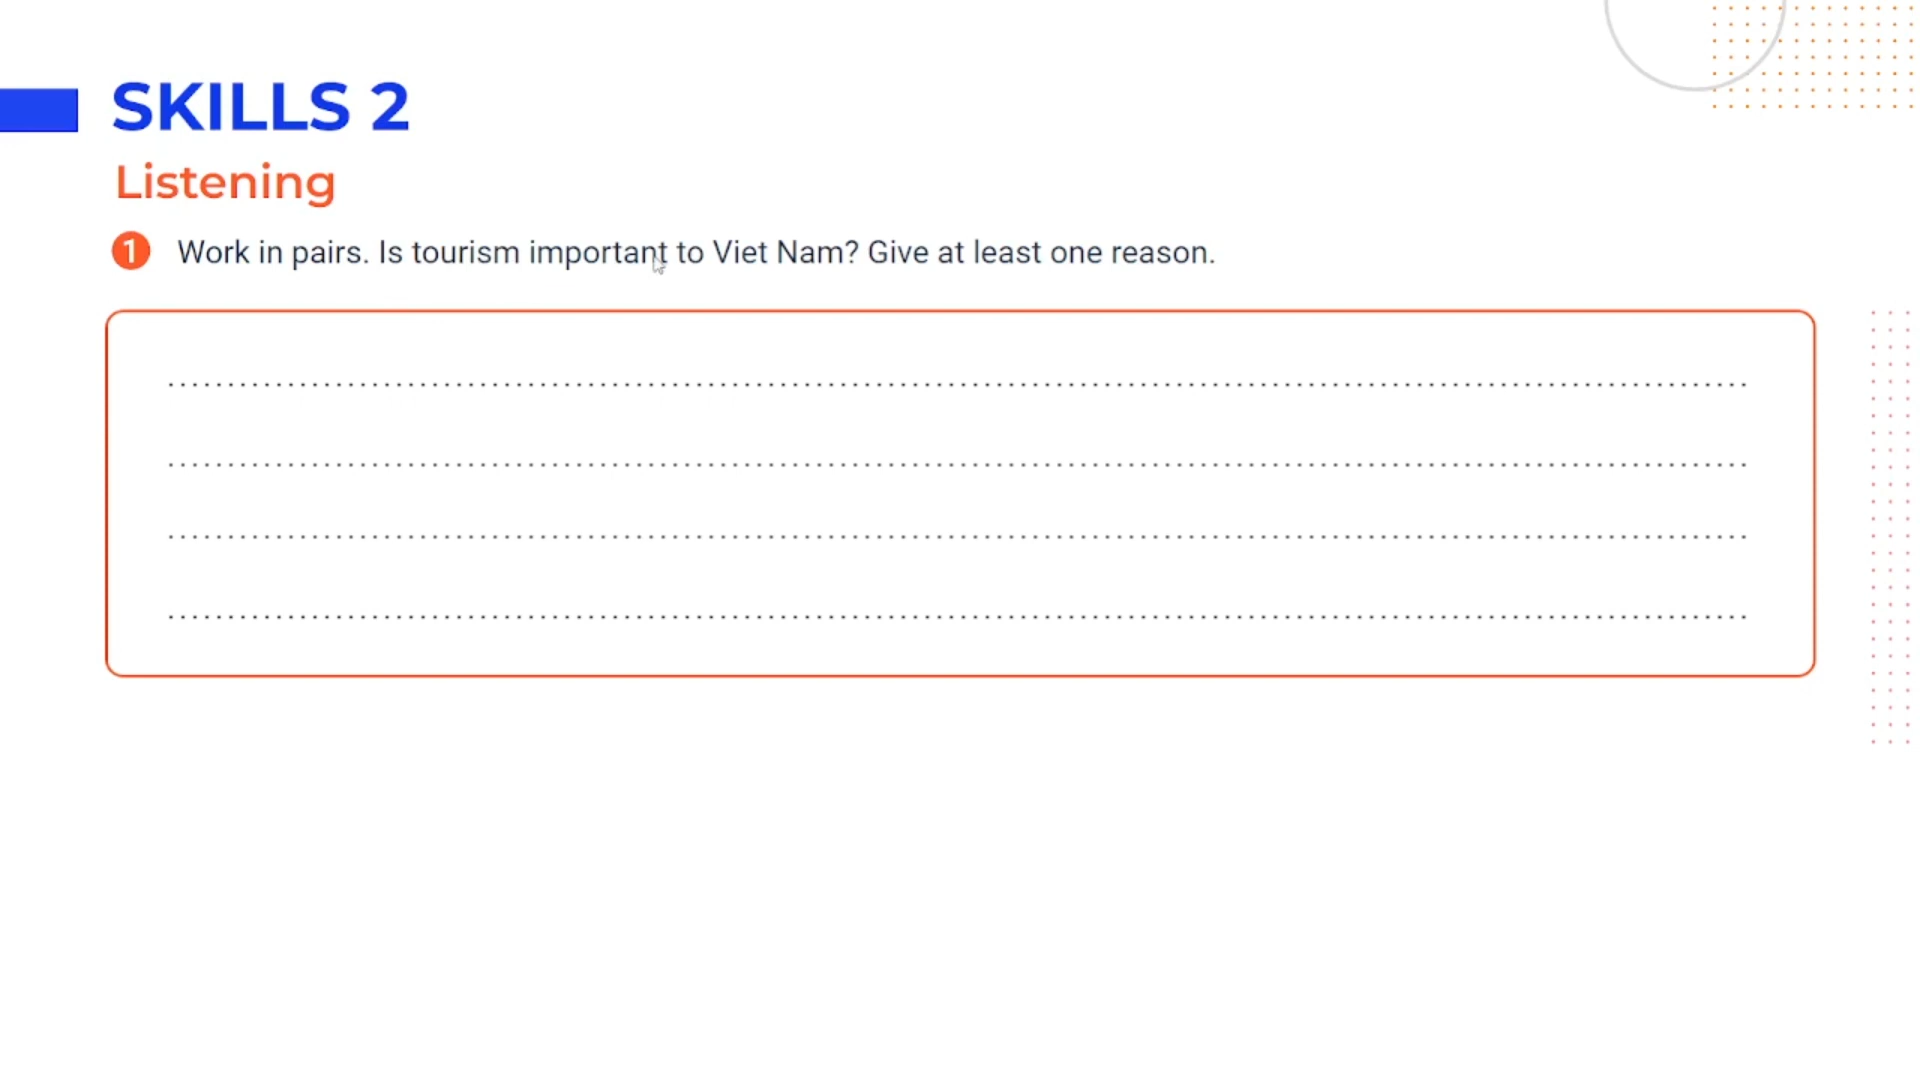 SKILLS 2
Listening
1 Work in pairs. Is tourism important to Viet Nam? Give at least one reason.